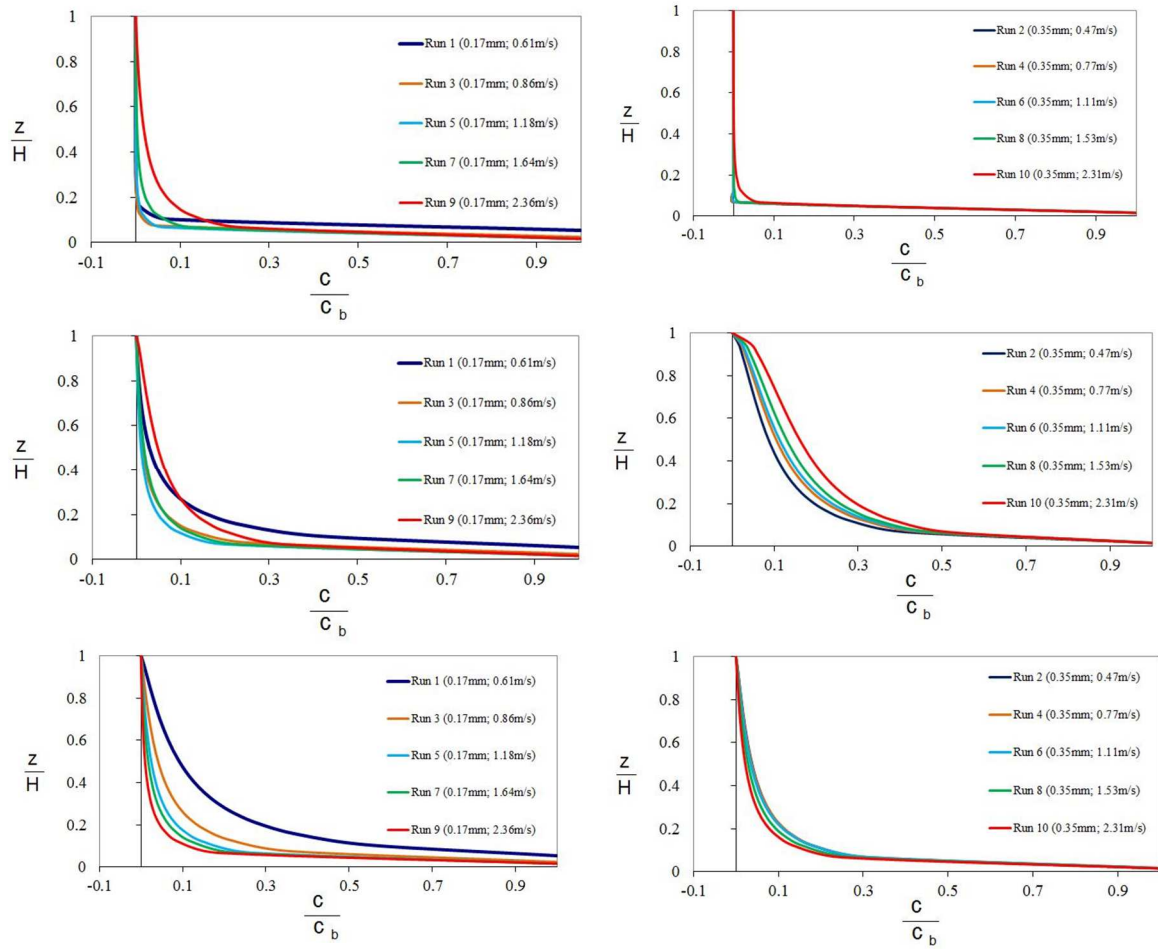 1
0.8
0.6
0.4
0.2
0
z
H
-0.1
0.1
0.3
0.5
0.7
0.9
c
c b
Run 1 (0.17mm; 0.61m/s)
Run 3 (0.17mm; 0.86m/s)
Run 5 (0.17mm; 1.18m/s)
Run 7 (0.17mm; 1.64m/s)
Run 9 (0.17mm; 2.36m/s)
1
0.8
0.6
0.4
0.2
0
z
H
-0.1
0.1
0.3
0.5
0.7
0.9
c
c b
Run 2 (0.35mm; 0.47m/s)
Run 4 (0.35mm; 0.77m/s)
Run 6 (0.35mm; 1.11m/s)
Run 8 (0.35mm; 1.53m/s)
Run 10 (0.35mm; 2.31m/s)
1
0.8
0.6
0.4
0.2
0
z
H
-0.1
0.1
0.3
0.5
0.7
0.9
c
c b
Run 1 (0.17mm; 0.61m/s)
Run 3 (0.17mm; 0.86m/s)
Run 5 (0.17mm; 1.18m/s)
Run 7 (0.17mm; 1.64m/s)
Run 9 (0.17mm; 2.36m/s)
1
0.8
0.6
0.4
0.2
0
z
H
-0.1
0.1
0.3
0.5
0.7
0.9
c
c b
Run 2 (0.35mm; 0.47m/s)
Run 4 (0.35mm; 0.77m/s)
Run 6 (0.35mm; 1.11m/s)
Run 8 (0.35mm; 1.53m/s)
Run 10 (0.35mm; 2.31m/s)
1
0.8
0.6
0.4
0.2
0
z
H
-0.1
0.1
0.3
0.5
0.7
0.9
c
c b
Run 1 (0.17mm; 0.61m/s)
Run 3 (0.17mm; 0.86m/s)
Run 5 (0.17mm; 1.18m/s)
Run 7 (0.17mm; 1.64m/s)
Run 9 (0.17mm; 2.36m/s)
1
0.8
0.6
0.4
0.2
0
z
H
-0.1
0.1
0.3
0.5
0.7
0.9
c
c b
Run 2 (0.35mm; 0.47m/s)
Run 4 (0.35mm; 0.77m/s)
Run 6 (0.35mm; 1.11m/s)
Run 8 (0.35mm; 1.53m/s)
Run 10 (0.35mm; 2.31m/s)